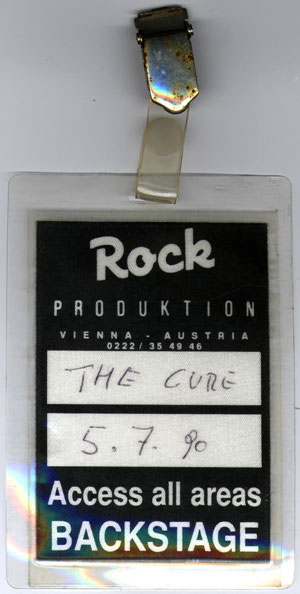 Rock
PRODUKTION
VIENNA - AUSTRIA
0222/35 49 46
THE CURE
5.7.90
Access all areas
BACKSTAGE